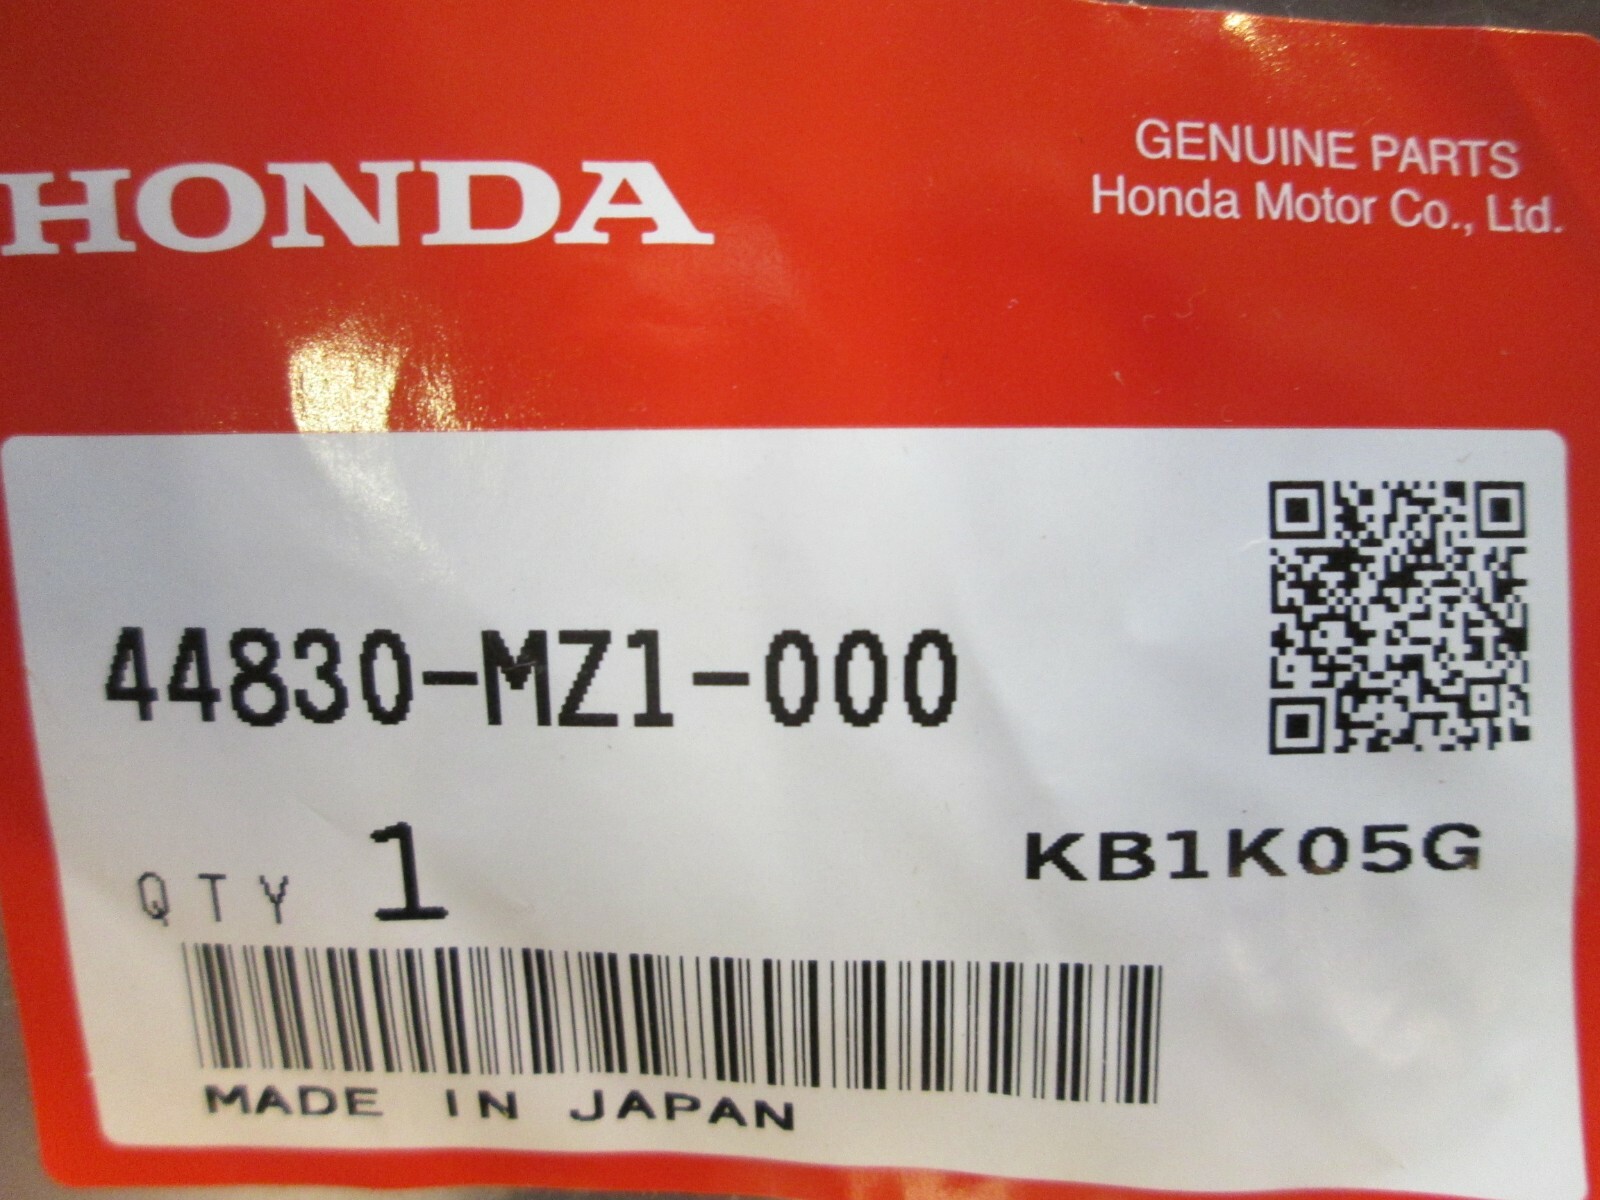 HONDA
GENUINE PARTS
Honda Motor Co., Ltd.
44830-MZ1-000
QTY 1
KB1K05G
MADE IN JAPAN